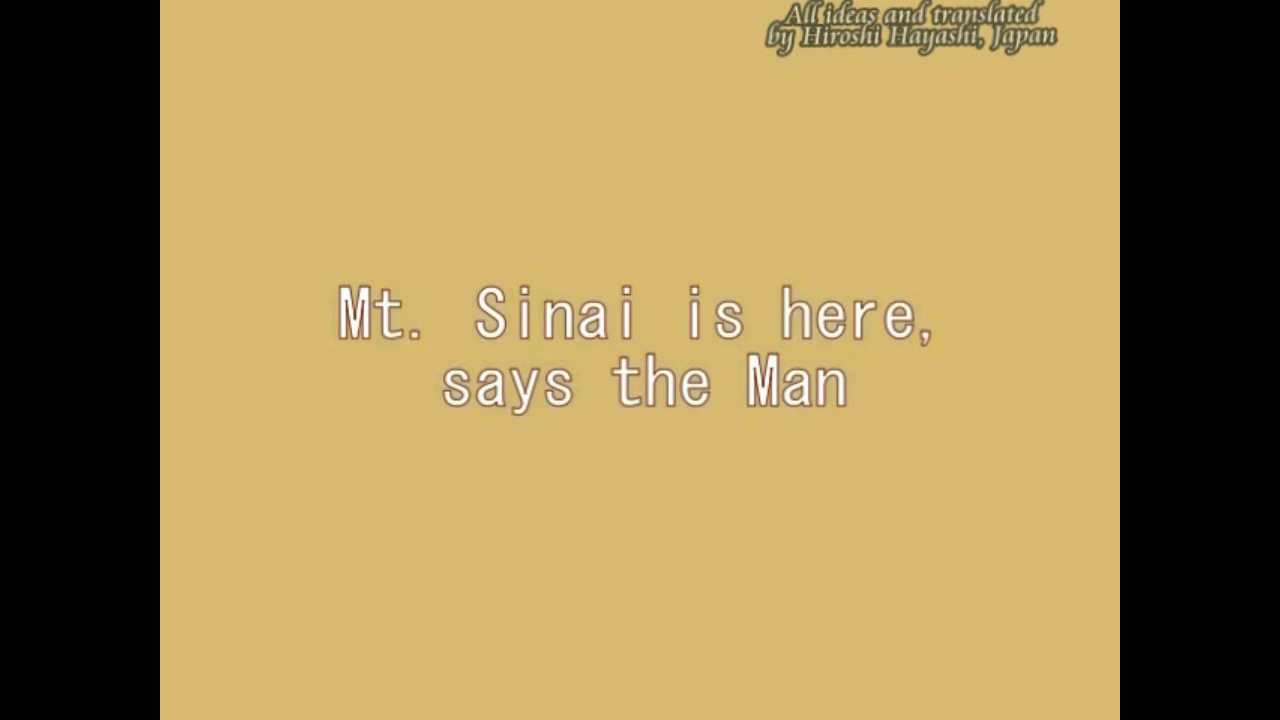 All ideas and translated
by Hiroshi Hayashi, Japan
Mt. Sinai is here,
says the Man